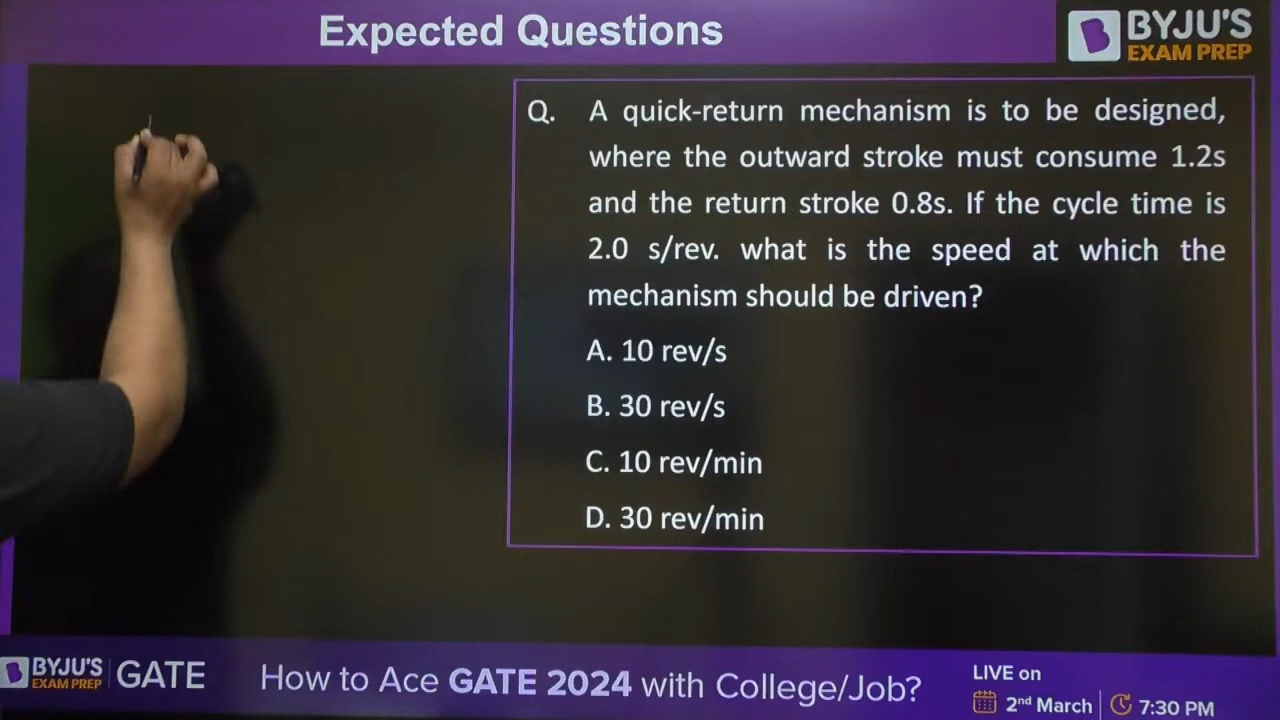 Expected Questions
BYJU'S
EXAM PREP
Q. A quick-return mechanism is to be designed,
where the outward stroke must consume 1.2s
and the return stroke 0.8s. If the cycle time is
2.0 s/rev. what is the speed at which the
mechanism should be driven?
A. 10 rev/s
B. 30 rev/s
C. 10 rev/min
D. 30 rev/min
BYJU'S
EXAM PREP
GATE
How to Ace GATE 2024 with College/Job?
LIVE on
2nd March
7:30 PM